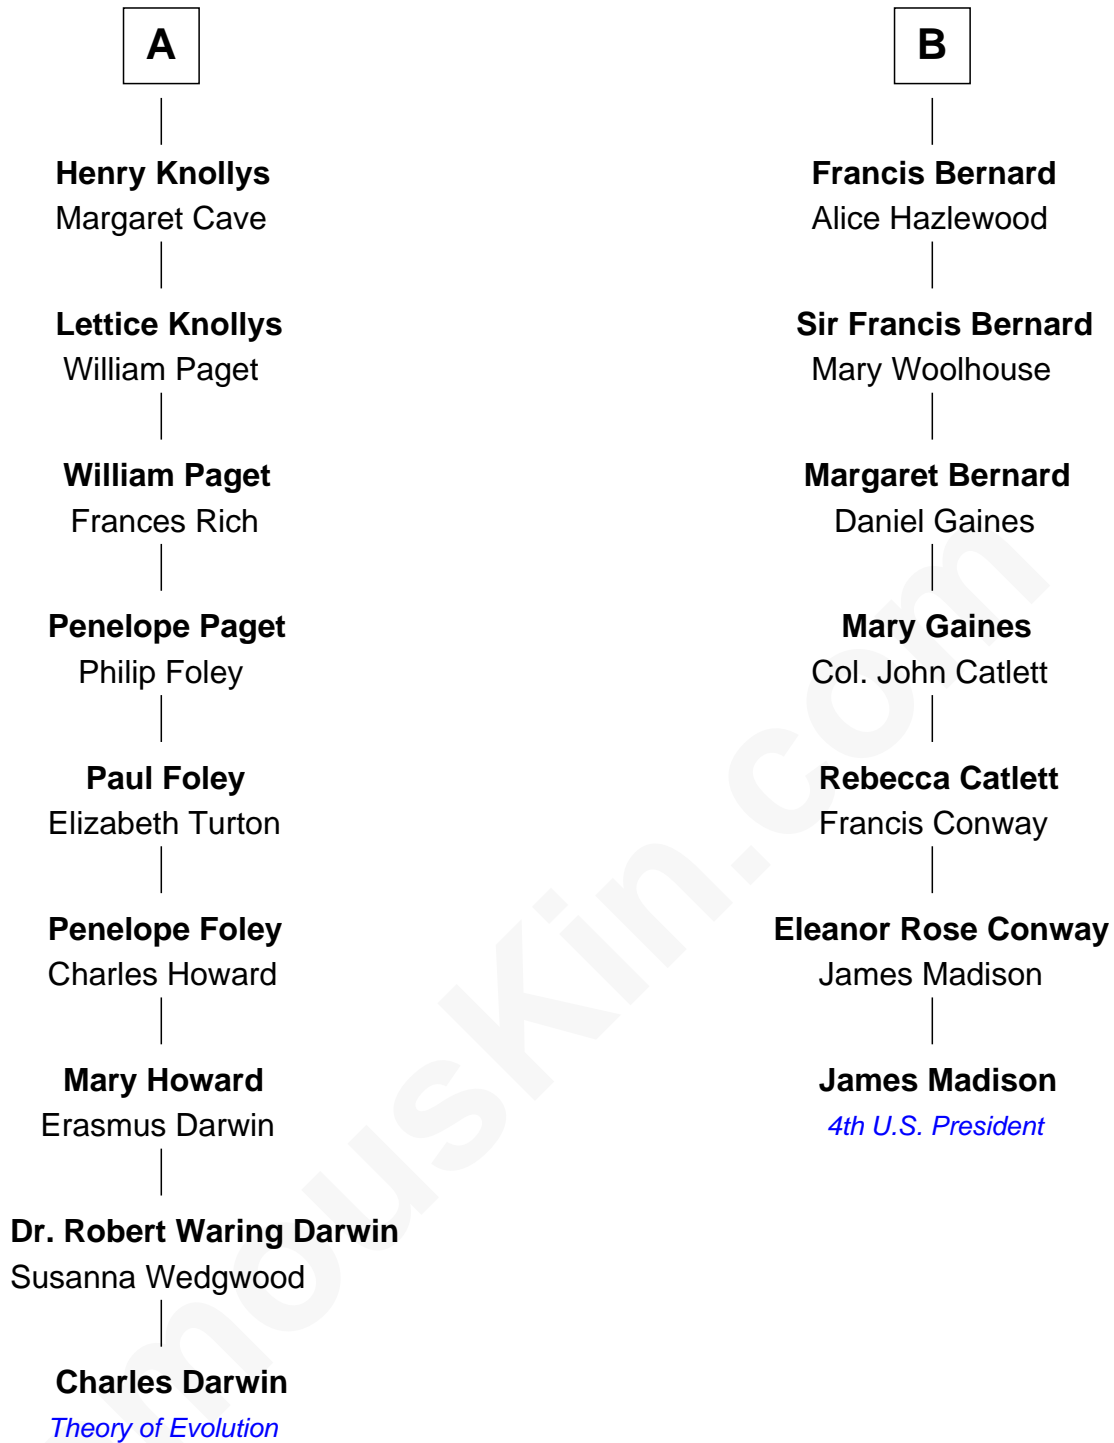 A
Henry Knollys
Margaret Cave
Lettice Knollys
William Paget
William Paget
Frances Rich
Penelope Paget
Philip Foley
Paul Foley
Elizabeth Turton
Penelope Foley
Charles Howard
Mary Howard
Erasmus Darwin
Dr. Robert Waring Darwin
Susanna Wedgwood
Charles Darwin
Theory of Evolution
B
Francis Bernard
Alice Hazlewood
Sir Francis Bernard
Mary Woolhouse
Margaret Bernard
Daniel Gaines
Mary Gaines
Col. John Catlett
Rebecca Catlett
Francis Conway
Eleanor Rose Conway
James Madison
James Madison
4th U.S. President
mouskin.com